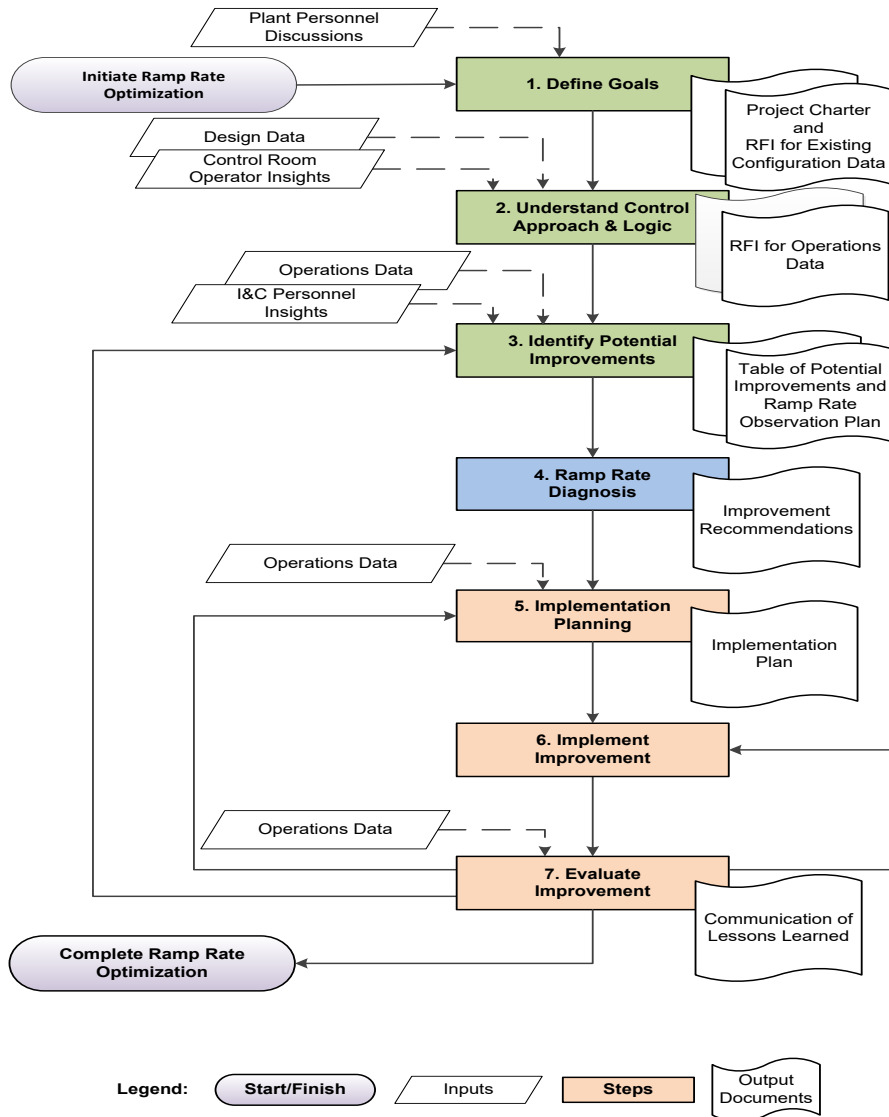 Plant Personnel
Discussions
Initiate Ramp Rate
Optimization
1. Define Goals
Project Charter
and
RFI for Existing
Configuration Data
Design Data
Control Room
Operator Insights
2. Understand Control
Approach & Logic
RFI for Operations
Data
Operations Data
I&C Personnel
Insights
3. Identify Potential
Improvements
Table of Potential
Improvements and
Ramp Rate
Observation Plan
4. Ramp Rate
Diagnosis
Improvement
Recommendations
Operations Data
5. Implementation
Planning
Implementation
Plan
6. Implement
Improvement
Operations Data
7. Evaluate
Improvement
Communication of
Lessons Learned
Complete Ramp Rate
Optimization
Legend:
Start/Finish
Inputs
Steps
Output
Documents